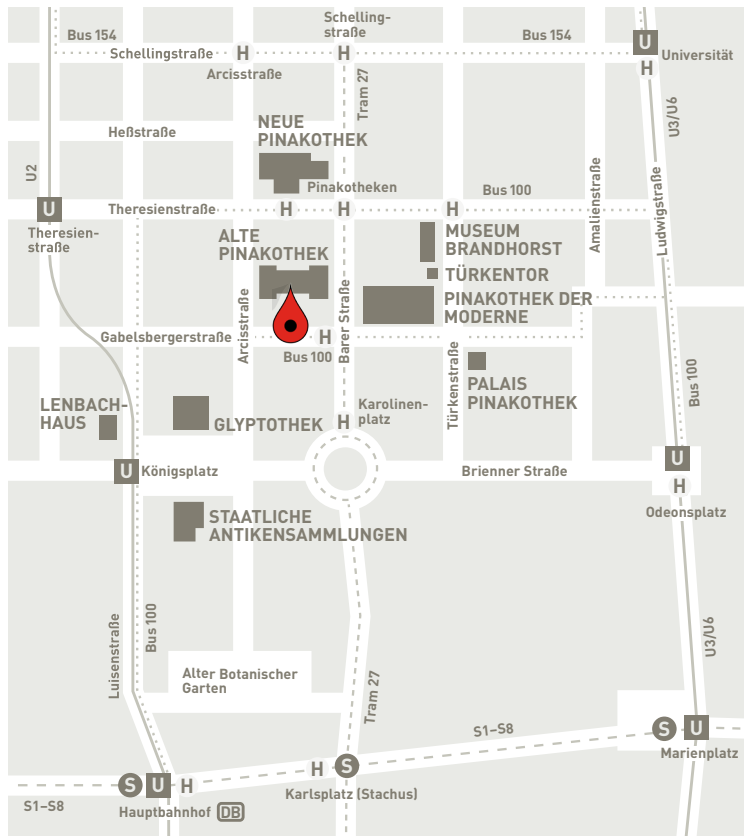 Schelling-
straße
Bus 154
Bus 154
U
Schellingstraße
H
H
Universität
Arcisstraße
H
Tram 27
U3/U6
NEUE
PINAKOTHEK
Heßstraße
U2
Pinakotheken
Bus 100
Amalienstraße
Ludwigstraße
U
Theresienstraße
H
H
H
Theresien-
straße
ALTE
PINAKOTHEK
MUSEUM
BRANDHORST
TÜRKENTOR
PINAKOTHEK DER
MODERNE
Arcisstraße
Barer Straße
Gabelsbergerstraße
H
Bus 100
Türkenstraße
Bus 100
PALAIS
PINAKOTHEK
LENBACH-
HAUS
GLYPTOTHEK
Karolinen-
platz
H
U
Königsplatz
Brienner Straße
U
H
Odeonsplatz
STAATLICHE
ANTIKENSAMMLUNGEN
Luisenstraße
Bus 100
U3/U6
Alter Botanischer
Garten
Tram 27
S1–S8
S
U
Marienplatz
H
S
Karlsplatz (Stachus)
S
U
H
S1–S8
Hauptbahnhof
DB